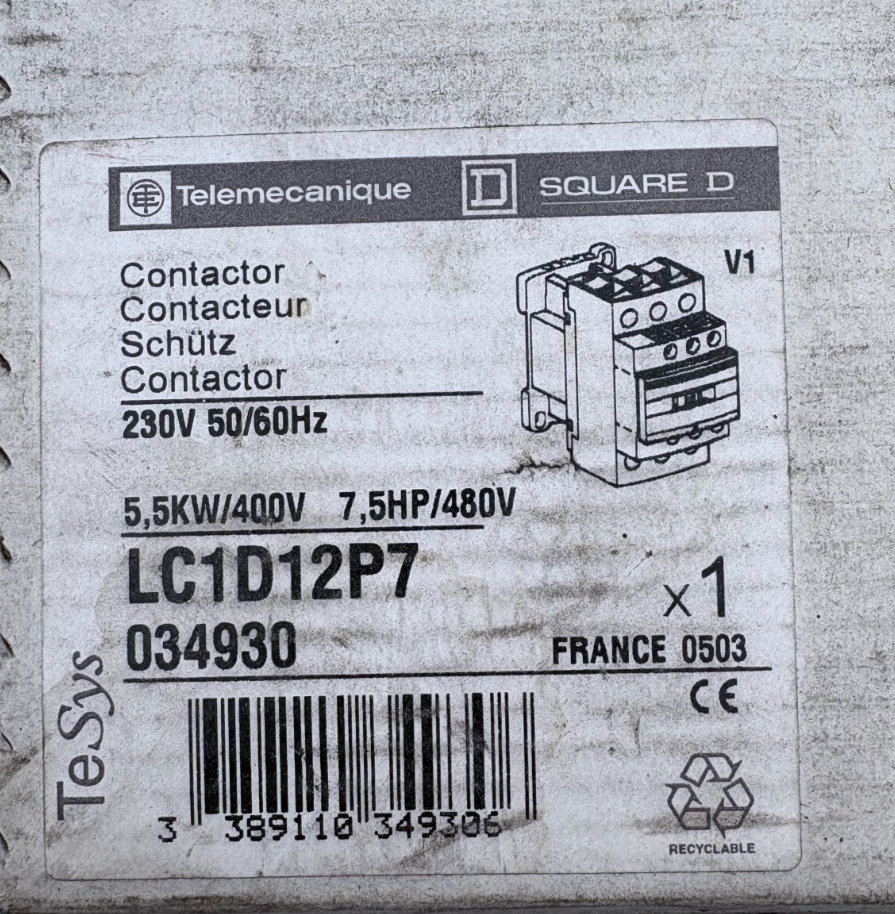 Telemecanique D SQUARE D
Contactor
Contacteur
Schütz
Contactor
V1
230V 50/60Hz
5,5KW/400V 7,5HP/480V
LC1D12P7
x1
034930
FRANCE 0503
TeSys
CE
3 389110 349306
RECYCLABLE